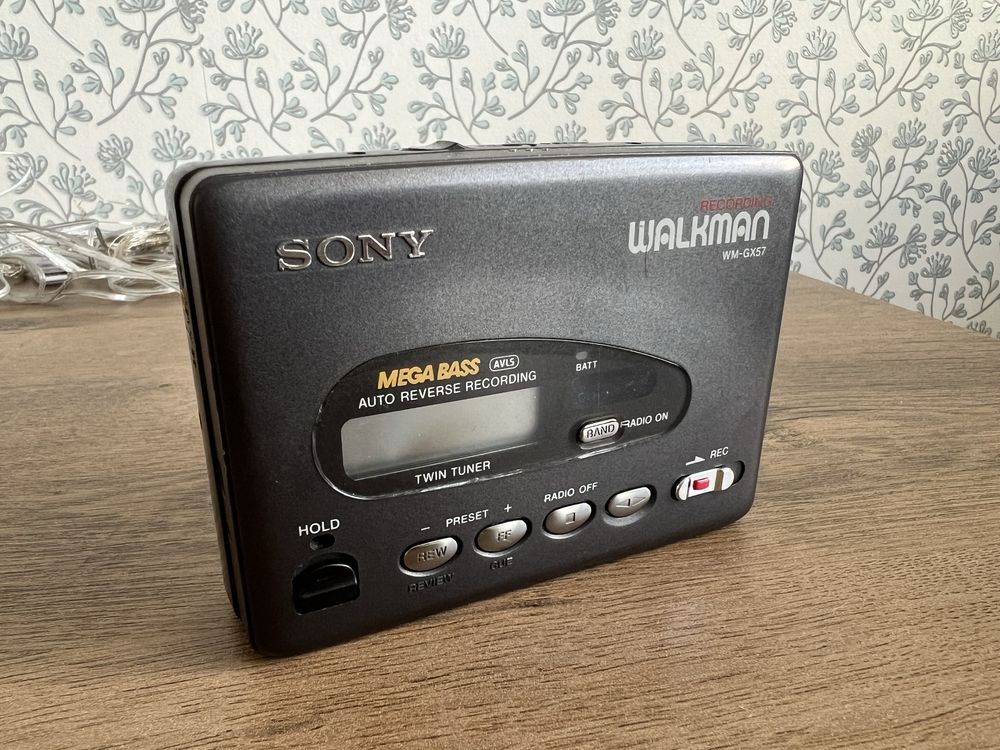 SONY
RECORDING
WALKMAN
WM-GX57
MEGA BASS AVLS
AUTO REVERSE RECORDING
BATT
BAND RADIO ON
TWIN TUNER
REC
RADIO OFF
HOLD
− PRESET +
REW FF
REVIEW CUE